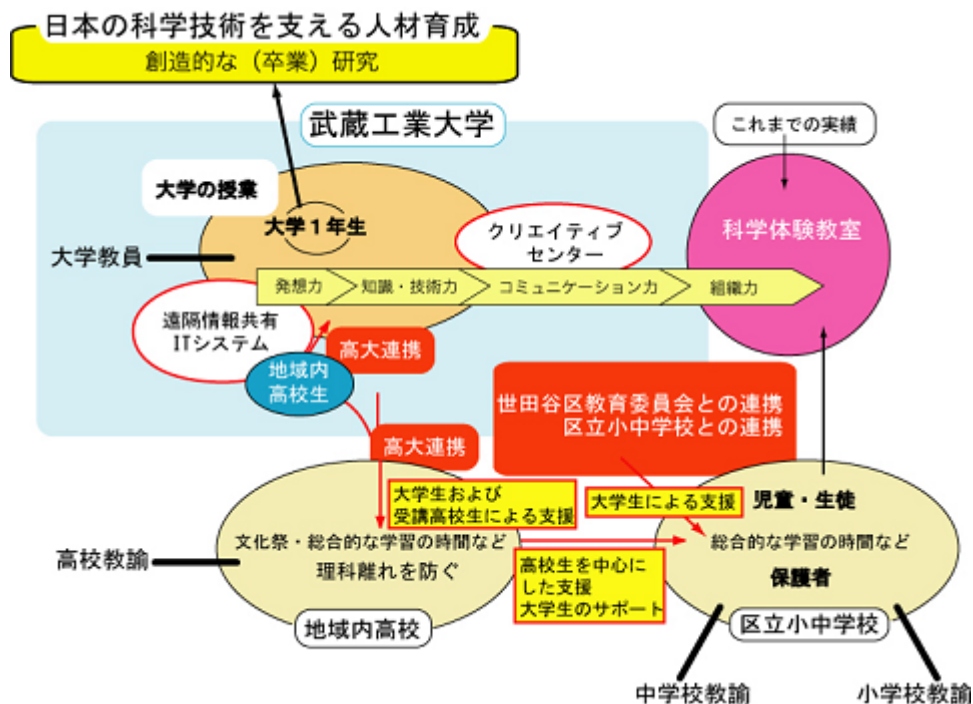 日本の科学技術を支える人材育成
創造的な（卒業）研究
武蔵工業大学
これまでの実績
大学の授業
大学１年生
クリエイティブ
センター
科学体験教室
大学教員
発想力
知識・技術力
コミュニケーション力
組織力
遠隔情報共有
ITシステム
高大連携
地域内
高校生
世田谷区教育委員会との連携
区立小中学校との連携
高大連携
大学生および
受講高校生による支援
大学生による支援
児童・生徒
文化祭・総合的な学習の時間など
理科離れを防ぐ
総合的な学習の時間など
高校教諭
高校生を中心に
した支援
大学生のサポート
保護者
地域内高校
区立小中学校
中学校教諭
小学校教諭